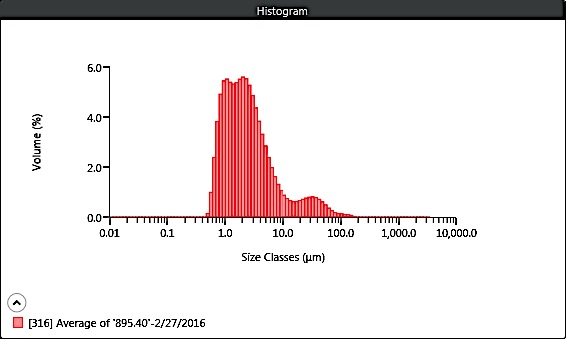 Histogram
6.0
4.0
2.0
0.0
Volume (%)
0.01 0.1 1.0 10.0 100.0 1,000.0 10,000.0
Size Classes (µm)
[316] Average of '895.40'-2/27/2016